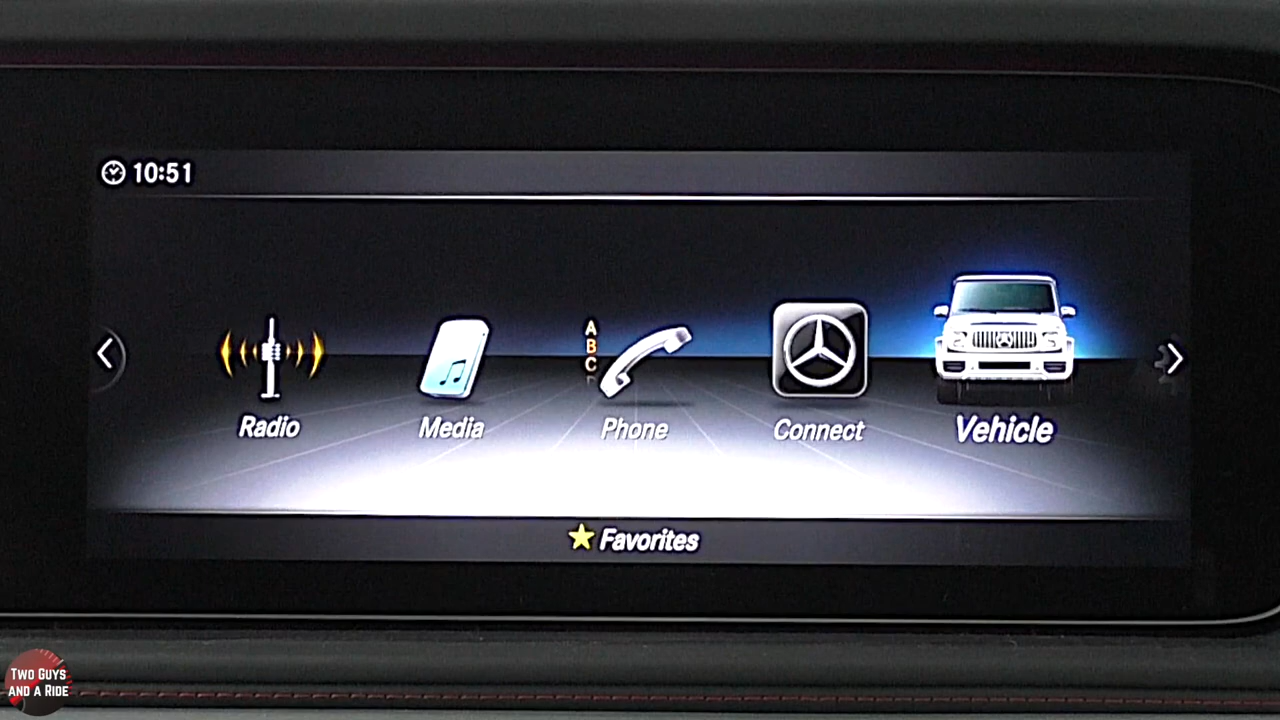 10:51
Radio
Media
Phone
Connect
Vehicle
A
B
C
D
Favorites
TWO GUYS
AND A RIDE